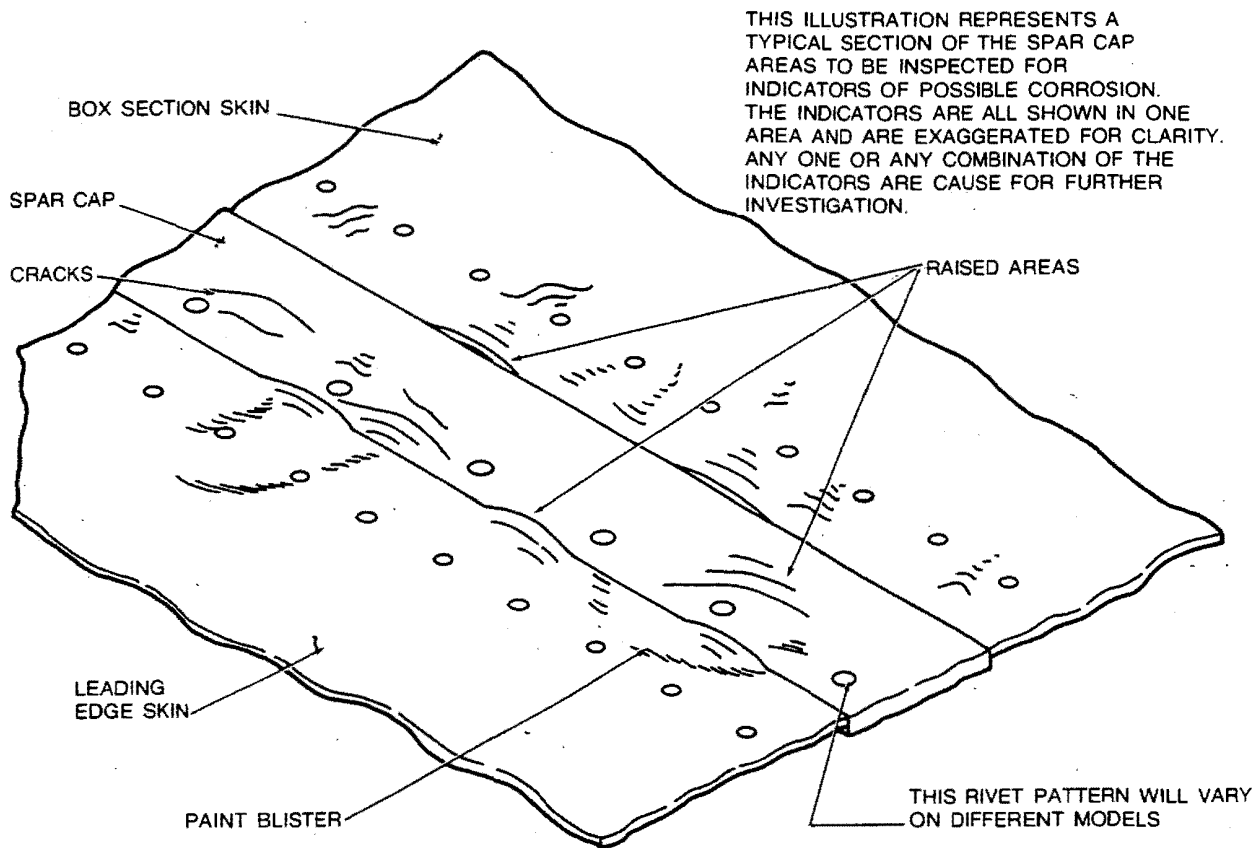 THIS ILLUSTRATION REPRESENTS A
TYPICAL SECTION OF THE SPAR CAP
AREAS TO BE INSPECTED FOR
INDICATORS OF POSSIBLE CORROSION.
THE INDICATORS ARE ALL SHOWN IN ONE
AREA AND ARE EXAGGERATED FOR CLARITY.
ANY ONE OR ANY COMBINATION OF THE
INDICATORS ARE CAUSE FOR FURTHER
INVESTIGATION.
BOX SECTION SKIN
SPAR CAP
CRACKS
RAISED AREAS
LEADING
EDGE SKIN
PAINT BLISTER
THIS RIVET PATTERN WILL VARY
ON DIFFERENT MODELS